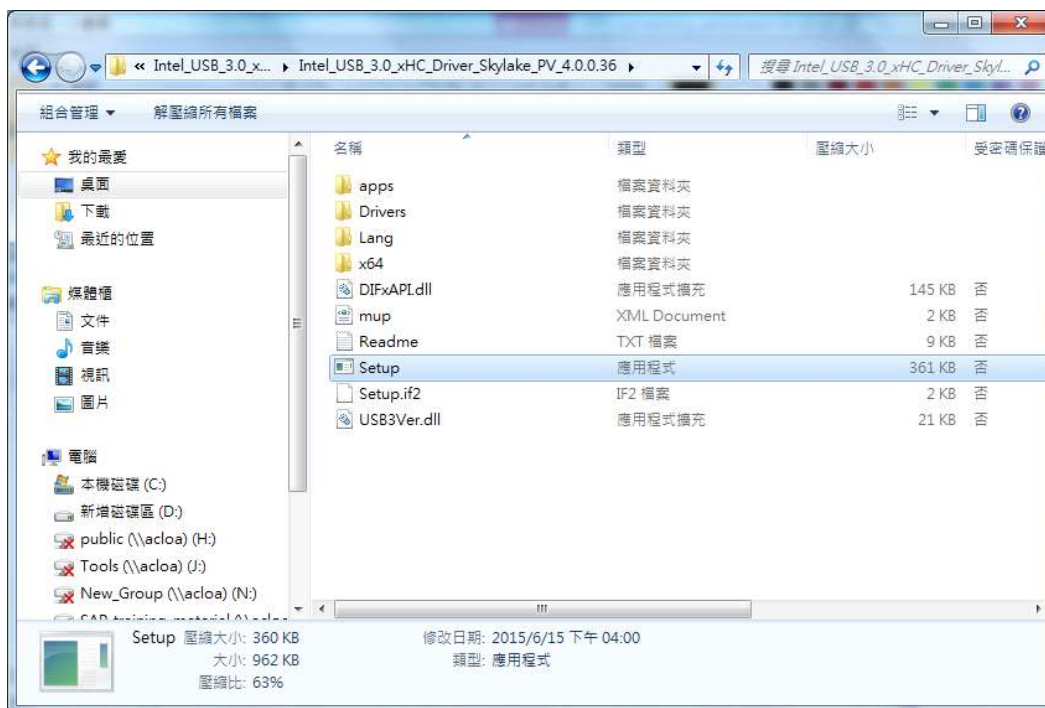 « Intel_USB_3.0_x... ▸ Intel_USB_3.0_xHC_Driver_Skylake_PV_4.0.0.36 ▸
搜尋 Intel_USB_3.0_xHC_Driver_Skyl...
組合管理 解壓縮所有檔案
我的最愛
桌面
下載
最近的位置
媒體櫃
文件
音樂
視訊
圖片
電腦
本機磁碟 (C:)
新增磁碟區 (D:)
public (\\acloa) (H:)
Tools (\\acloa) (J:)
New_Group (\\acloa) (N:)
名稱 類型 壓縮大小 受密碼保護
apps 檔案資料夾
Drivers 檔案資料夾
Lang 檔案資料夾
x64 檔案資料夾
DIFxAPI.dll 應用程式擴充 145 KB 否
mup XML Document 2 KB 否
Readme TXT 檔案 9 KB 否
Setup 應用程式 361 KB 否
Setup.if2 IF2 檔案 2 KB 否
USB3Ver.dll 應用程式擴充 21 KB 否
Setup 壓縮大小: 360 KB 修改日期: 2015/6/15 下午 04:00
大小: 962 KB 類型: 應用程式
壓縮比: 63%